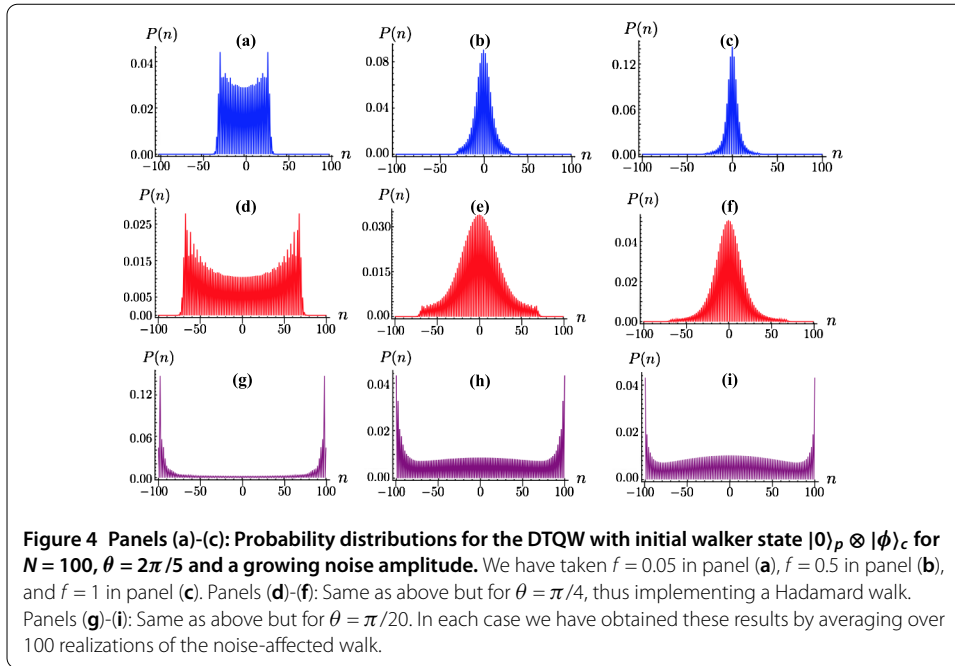 P(n)
(a)
0.04
0.02
0.00
−100 −50 0 50 100 n
P(n)
(b)
0.08
0.04
0.00
−100 −50 0 50 100 n
P(n)
(c)
0.12
0.06
0.00
−100 −50 0 50 100 n
P(n)
(d)
0.025
0.015
0.005
−100 −50 0 50 100 n
P(n)
(e)
0.030
0.015
0.00
−100 −50 0 50 100 n
P(n)
(f)
0.04
0.02
0.00
−100 −50 0 50 100 n
P(n)
(g)
0.12
0.06
0.00
−100 −50 0 50 100 n
P(n)
(h)
0.04
0.02
0.00
−100 −50 0 50 100 n
P(n)
(i)
0.04
0.02
0.00
−100 −50 0 50 100 n
Figure 4 Panels (a)-(c): Probability distributions for the DTQW with initial walker state |0⟩p ⊗ |ϕ⟩c for
N = 100, θ = 2π/5 and a growing noise amplitude. We have taken f = 0.05 in panel (a), f = 0.5 in panel (b),
and f = 1 in panel (c). Panels (d)-(f): Same as above but for θ = π/4, thus implementing a Hadamard walk.
Panels (g)-(i): Same as above but for θ = π/20. In each case we have obtained these results by averaging over
100 realizations of the noise-affected walk.